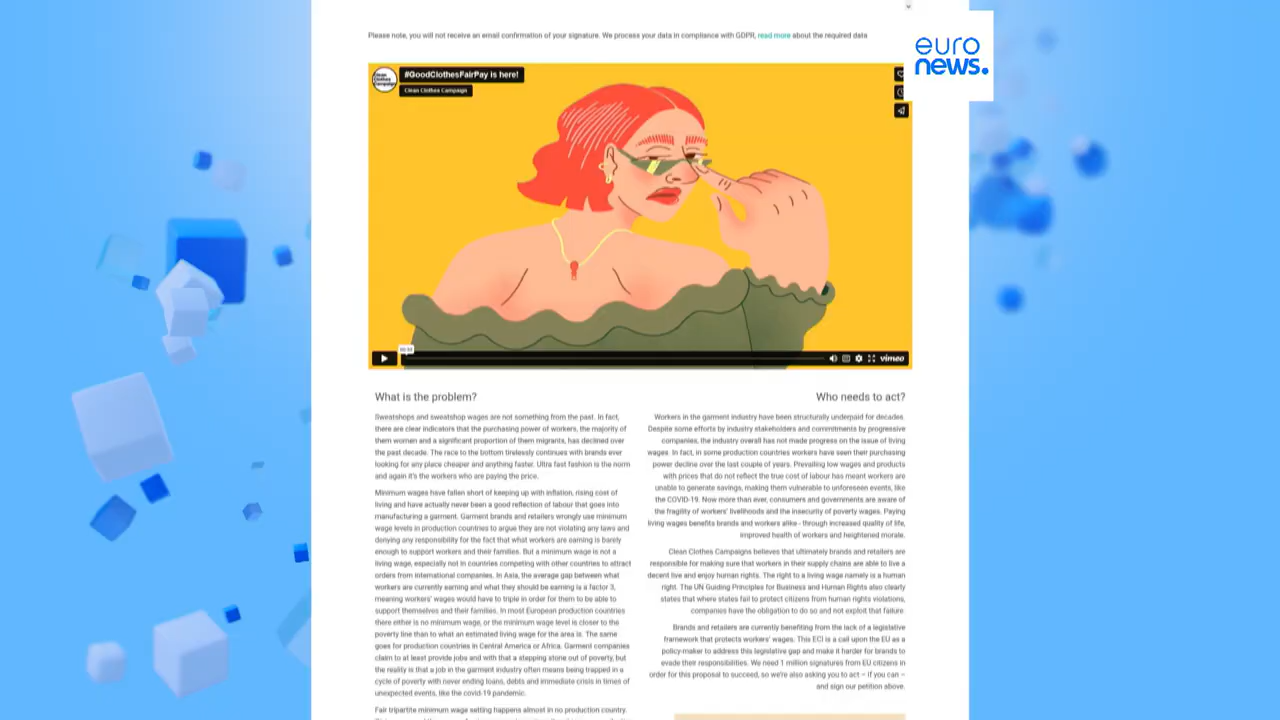 Please note, you will not receive an email confirmation of your signature. We process your data in compliance with GDPR, read more about the required data
euro
news.
Clean
Clothes
Campaign
#GoodClothesFairPay is here!
Clean Clothes Campaign
vimeo
What is the problem?
Sweatshops and sweatshop wages are not something from the past. In fact,
there are clear indicators that the purchasing power of workers, the majority of
them women and a significant proportion of them migrants, has declined over
the past decade. The race to the bottom tirelessly continues with brands ever
looking for any place cheaper and anything faster. Ultra fast fashion is the norm
and again it's the workers who are paying the price.
Minimum wages have fallen short of keeping up with inflation, rising cost of
living and have actually never been a good reflection of labour that goes into
manufacturing a garment. Garment brands and retailers wrongly use minimum
wage levels in production countries to argue they are not violating any laws and
denying any responsibility for the fact that what workers are earning is barely
enough to support workers and their families. But a minimum wage is not a
living wage, especially not in countries competing with other countries to attract
orders from international companies. In Asia, the average gap between what
workers are currently earning and what they should be earning is a factor 3,
meaning workers' wages would have to triple in order for them to be able to
support themselves and their families. In most European production countries
there either is no minimum wage, or the minimum wage level is closer to the
poverty line than to what an estimated living wage for the area is. The same
goes for production countries in Central America or Africa. Garment companies
claim to at least provide jobs and with that a stepping stone out of poverty, but
the reality is that a job in the garment industry often means being trapped in a
cycle of poverty with never ending loans, debts and immediate crisis in times of
unexpected events, like the covid-19 pandemic.
Fair tripartite minimum wage setting happens almost in no production country.
Who needs to act?
Workers in the garment industry have been structurally underpaid for decades.
Despite some efforts by industry stakeholders and commitments by progressive
companies, the industry overall has not made progress on the issue of living
wages. In fact, in some production countries workers have seen their purchasing
power decline over the last couple of years. Prevailing low wages and products
with prices that do not reflect the true cost of labour has meant workers are
unable to generate savings, making them vulnerable to unforeseen events, like
the COVID-19. Now more than ever, consumers and governments are aware of
the fragility of workers' livelihoods and the insecurity of poverty wages. Paying
living wages benefits brands and workers alike - through increased quality of life,
improved health of workers and heightened morale.
Clean Clothes Campaigns believes that ultimately brands and retailers are
responsible for making sure that workers in their supply chains are able to live a
decent live and enjoy human rights. The right to a living wage namely is a human
right. The UN Guiding Principles for Business and Human Rights also clearly
states that where states fail to protect citizens from human rights violations,
companies have the obligation to do so and not exploit that failure.
Brands and retailers are currently benefiting from the lack of a legislative
framework that protects workers' wages. This ECI is a call upon the EU as a
policy-maker to address this legislative gap and make it harder for brands to
evade their responsibilities. We need 1 million signatures from EU citizens in
order for this proposal to succeed, so we're also asking you to act – if you can –
and sign our petition above.